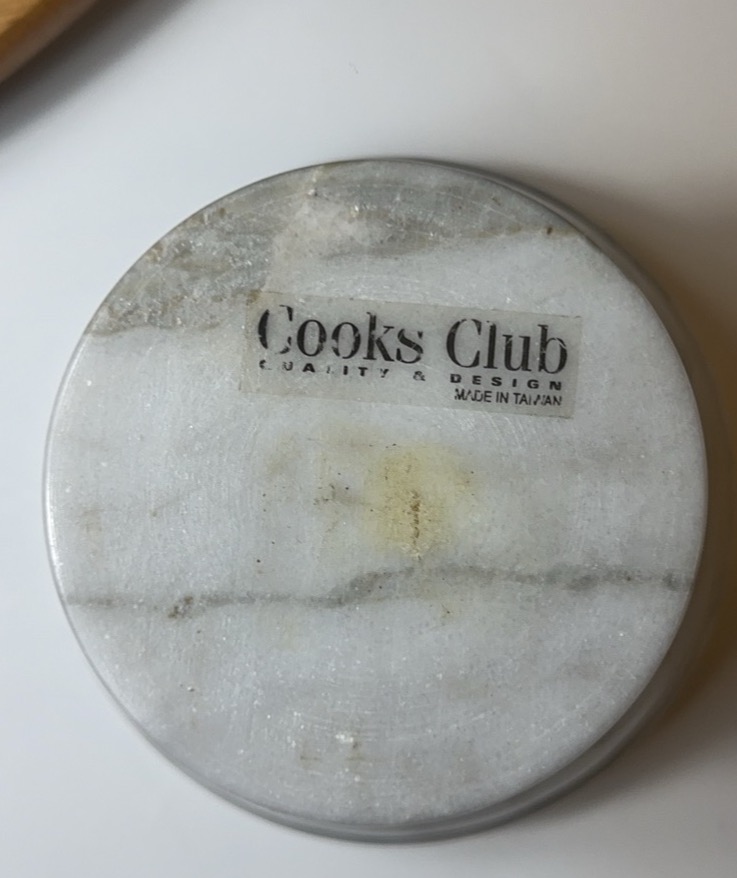 Cooks Club
QUALITY & DESIGN
MADE IN TAIWAN